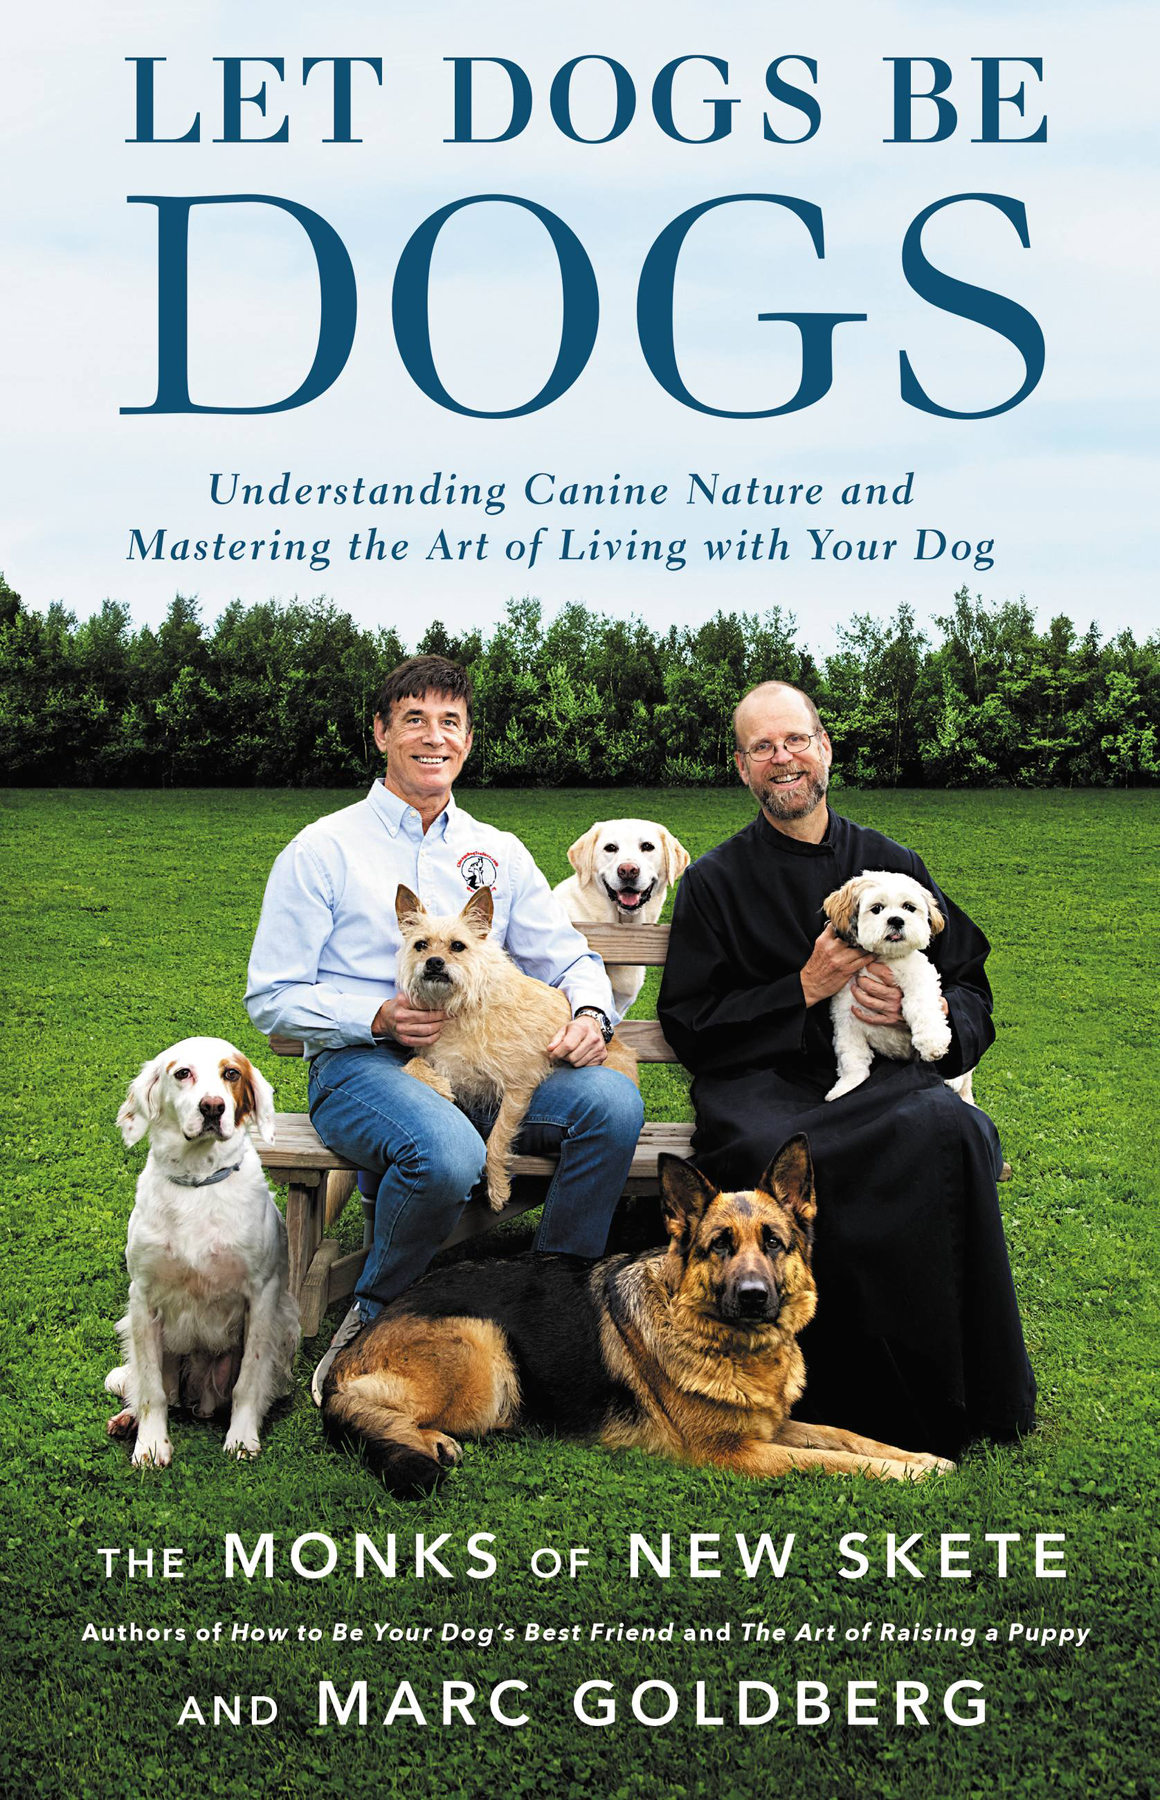 LET DOGS BE
DOGS
Understanding Canine Nature and
Mastering the Art of Living with Your Dog
THE MONKS OF NEW SKETE
Authors of How to Be Your Dog's Best Friend and The Art of Raising a Puppy
AND MARC GOLDBERG